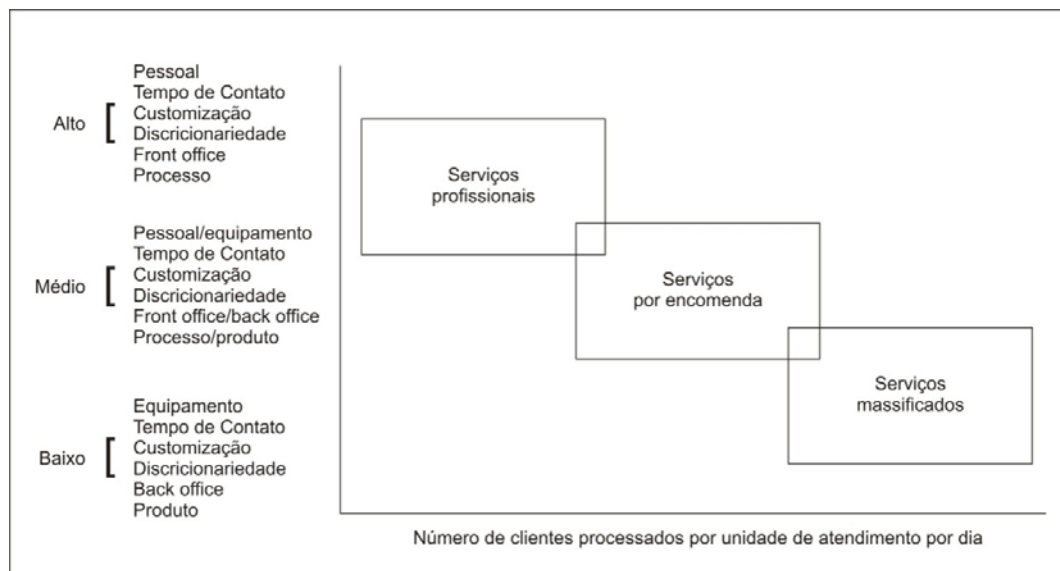 Alto
Pessoal
Tempo de Contato
Customização
Discricionariedade
Front office
Processo
Serviços
profissionais
Médio
Pessoal/equipamento
Tempo de Contato
Customização
Discricionariedade
Front office/back office
Processo/produto
Serviços
por encomenda
Baixo
Equipamento
Tempo de Contato
Customização
Discricionariedade
Back office
Produto
Serviços
massificados
Número de clientes processados por unidade de atendimento por dia